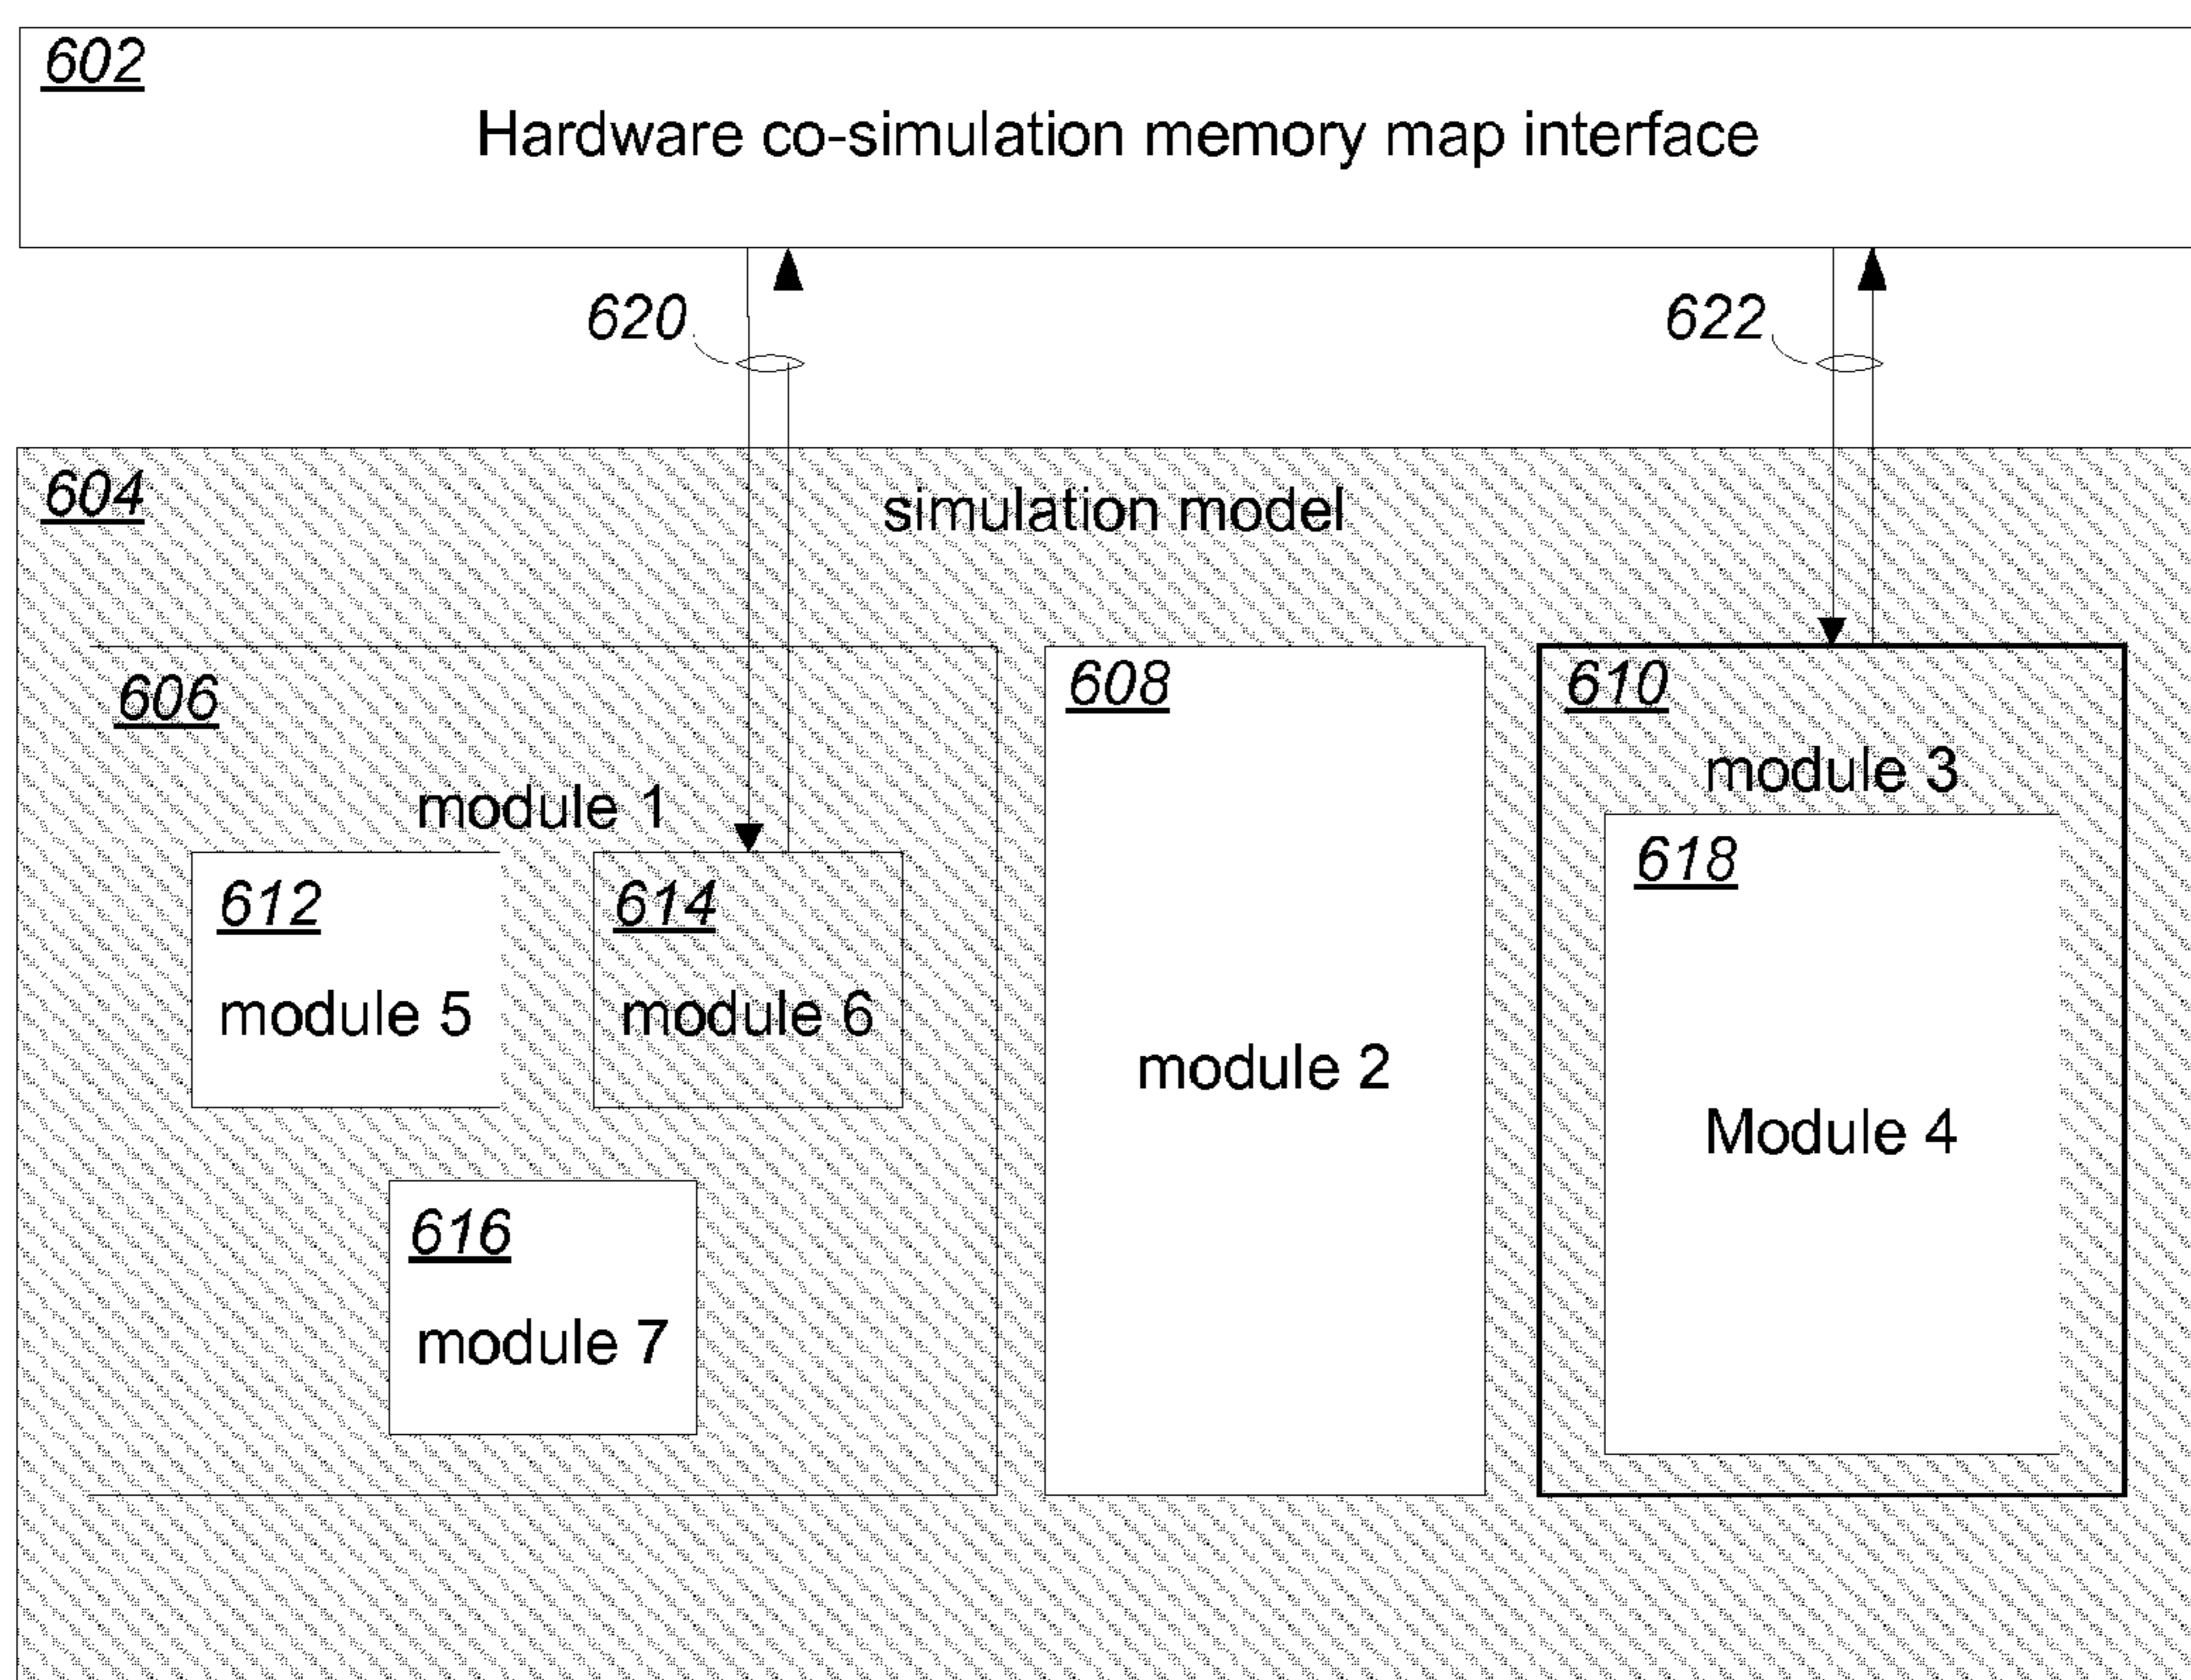 602
Hardware co-simulation memory map interface
620
622
604
simulation model
606
module 1
608
610
module 3
612
module 5
614
module 6
618
module 2
Module 4
616
module 7